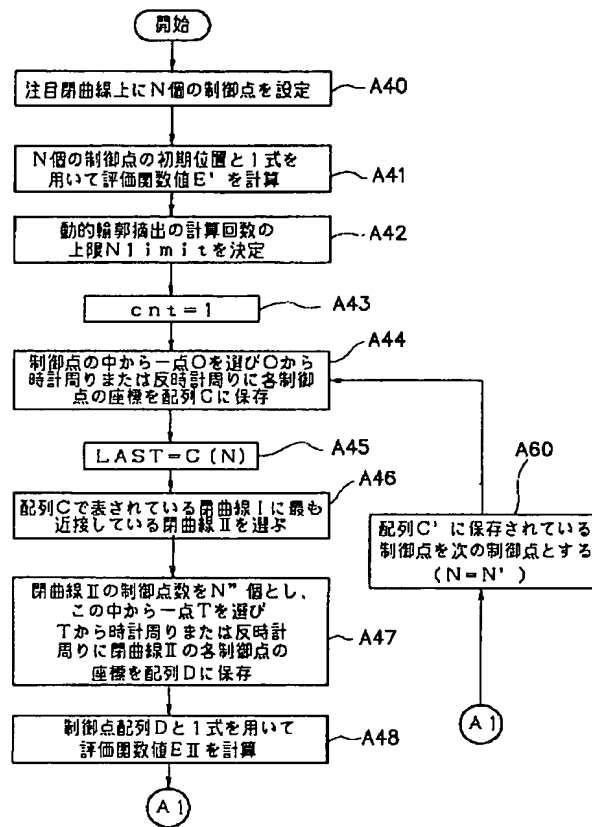 開始
注目閉曲線上にN個の制御点を設定
A40
N個の制御点の初期位置と1式を
用いて評価関数値E'を計算
A41
動的輪郭摘出の計算回数の
上限Nlimitを決定
A42
cnt=1
A43
制御点の中から一点Oを選びOから
時計周りまたは反時計周りに各制御
点の座標を配列Cに保存
A44
LAST=C(N)
A45
配列Cで表されている閉曲線Iに最も
近接している閉曲線IIを選ぶ
A46
閉曲線IIの制御点数をN"個とし、
この中から一点Tを選び
Tから時計周りまたは反時計
周りに閉曲線IIの各制御点の
座標を配列Dに保存
A47
制御点配列Dと1式を用いて
評価関数値EIIを計算
A48
A1
A60
配列C'に保存されている
制御点を次の制御点とする
(N=N')
A1